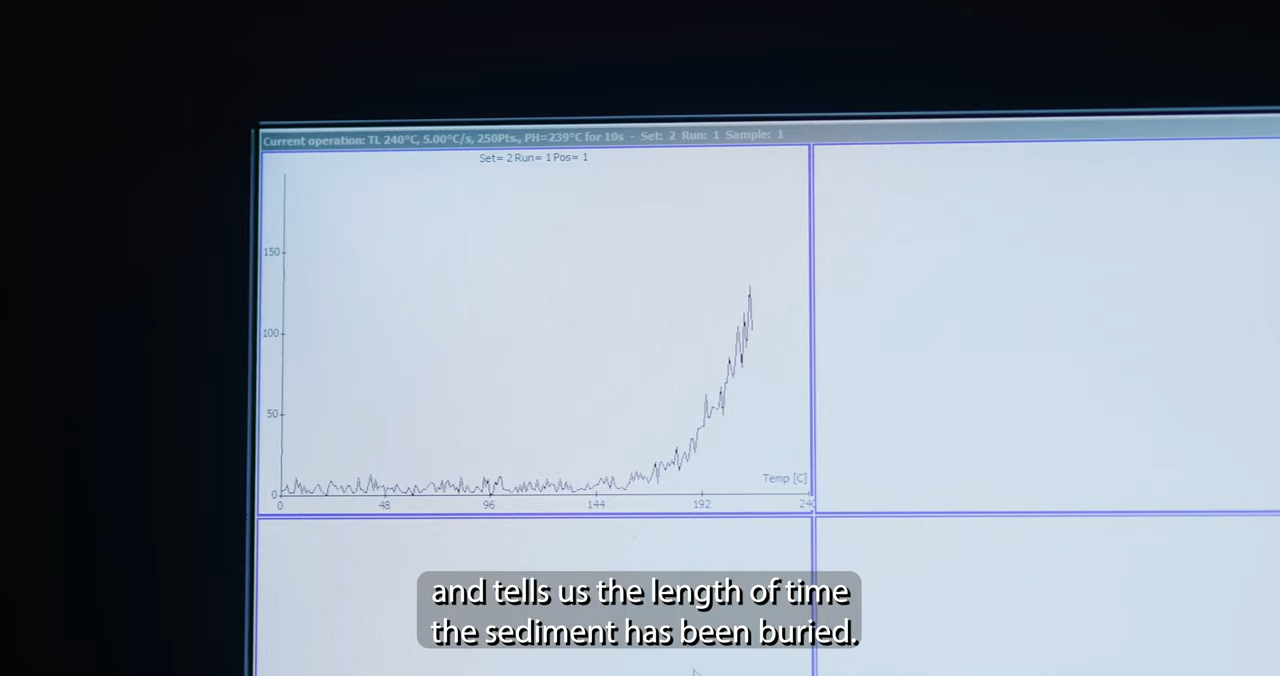 Current operation: TL 240°C, 5.00°C/s, 250Pts., PH=239°C for 10s - Set: 2 Run: 1 Sample: 1
Set= 2 Run= 1 Pos= 1
150
100
50
0
Temp [C]
0 48 96 144 192 240
and tells us the length of time
the sediment has been buried.